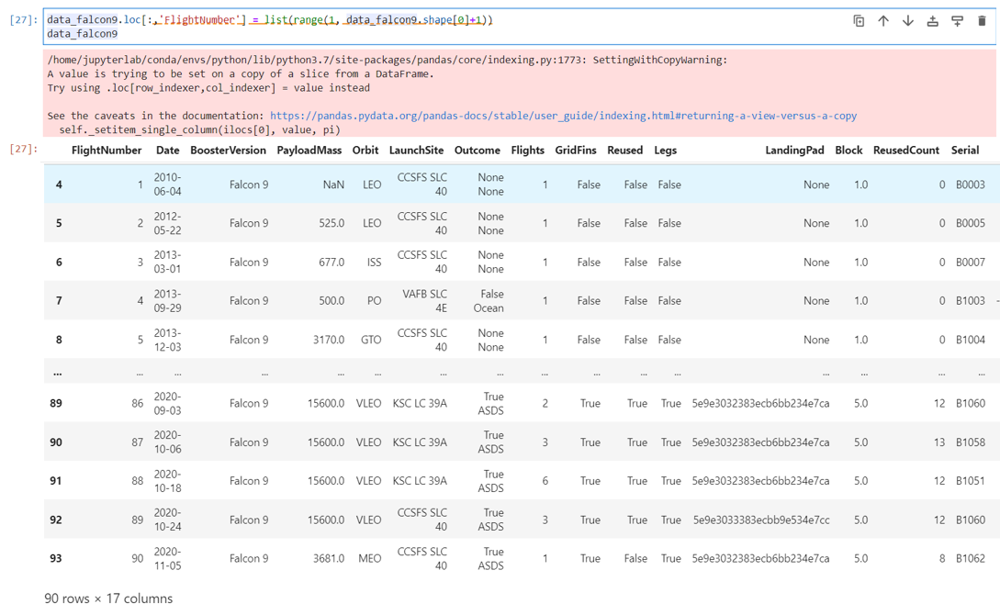 [27]: data_falcon9.loc[:,'FlightNumber'] = list(range(1, data_falcon9.shape[0]+1))
data_falcon9
/home/jupyterlab/conda/envs/python/lib/python3.7/site-packages/pandas/core/indexing.py:1773: SettingWithCopyWarning:
A value is trying to be set on a copy of a slice from a DataFrame.
Try using .loc[row_indexer,col_indexer] = value instead
See the caveats in the documentation: https://pandas.pydata.org/pandas-docs/stable/user_guide/indexing.html#returning-a-view-versus-a-copy
self._setitem_single_column(ilocs[0], value, pi)
[27]: FlightNumber Date BoosterVersion PayloadMass Orbit LaunchSite Outcome Flights GridFins Reused Legs LandingPad Block ReusedCount Serial
4 1 2010-06-04 Falcon 9 NaN LEO CCSFS SLC 40 None None 1 False False False None 1.0 0 B0003
5 2 2012-05-22 Falcon 9 525.0 LEO CCSFS SLC 40 None None 1 False False False None 1.0 0 B0005
6 3 2013-03-01 Falcon 9 677.0 ISS CCSFS SLC 40 None None 1 False False False None 1.0 0 B0007
7 4 2013-09-29 Falcon 9 500.0 PO VAFB SLC 4E False Ocean 1 False False False None 1.0 0 B1003 -
8 5 2013-12-03 Falcon 9 3170.0 GTO CCSFS SLC 40 None None 1 False False False None 1.0 0 B1004
... ... ... ... ... ... ... ... ... ... ... ... ... ... ... ...
89 86 2020-09-03 Falcon 9 15600.0 VLEO KSC LC 39A True ASDS 2 True True True 5e9e3032383ecb6bb234e7ca 5.0 12 B1060
90 87 2020-10-06 Falcon 9 15600.0 VLEO KSC LC 39A True ASDS 3 True True True 5e9e3032383ecb6bb234e7ca 5.0 13 B1058
91 88 2020-10-18 Falcon 9 15600.0 VLEO KSC LC 39A True ASDS 6 True True True 5e9e3032383ecb6bb234e7ca 5.0 12 B1051
92 89 2020-10-24 Falcon 9 15600.0 VLEO CCSFS SLC 40 True ASDS 3 True True True 5e9e3033383ecbb9e534e7cc 5.0 12 B1060
93 90 2020-11-05 Falcon 9 3681.0 MEO CCSFS SLC 40 True ASDS 1 True False True 5e9e3032383ecb6bb234e7ca 5.0 8 B1062
90 rows × 17 columns